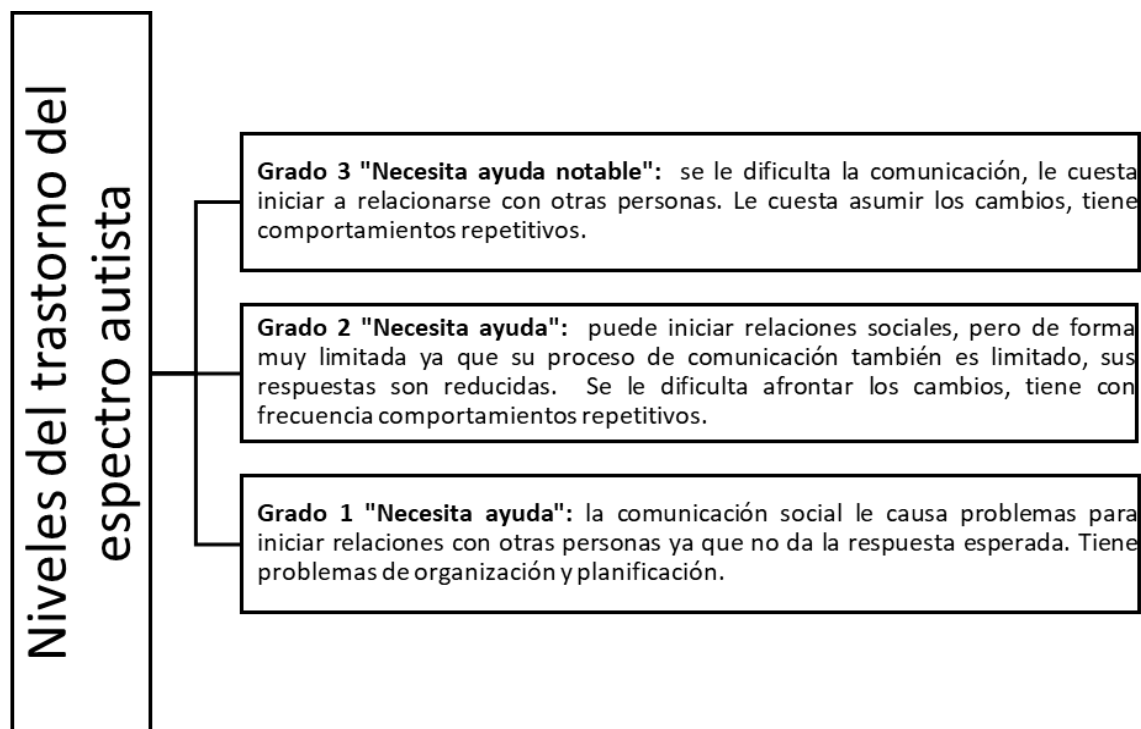 Niveles del trastorno del
espectro autista
Grado 3 "Necesita ayuda notable": se le dificulta la comunicación, le cuesta
iniciar a relacionarse con otras personas. Le cuesta asumir los cambios, tiene
comportamientos repetitivos.
Grado 2 "Necesita ayuda": puede iniciar relaciones sociales, pero de forma
muy limitada ya que su proceso de comunicación también es limitado, sus
respuestas son reducidas. Se le dificulta afrontar los cambios, tiene con
frecuencia comportamientos repetitivos.
Grado 1 "Necesita ayuda": la comunicación social le causa problemas para
iniciar relaciones con otras personas ya que no da la respuesta esperada. Tiene
problemas de organización y planificación.